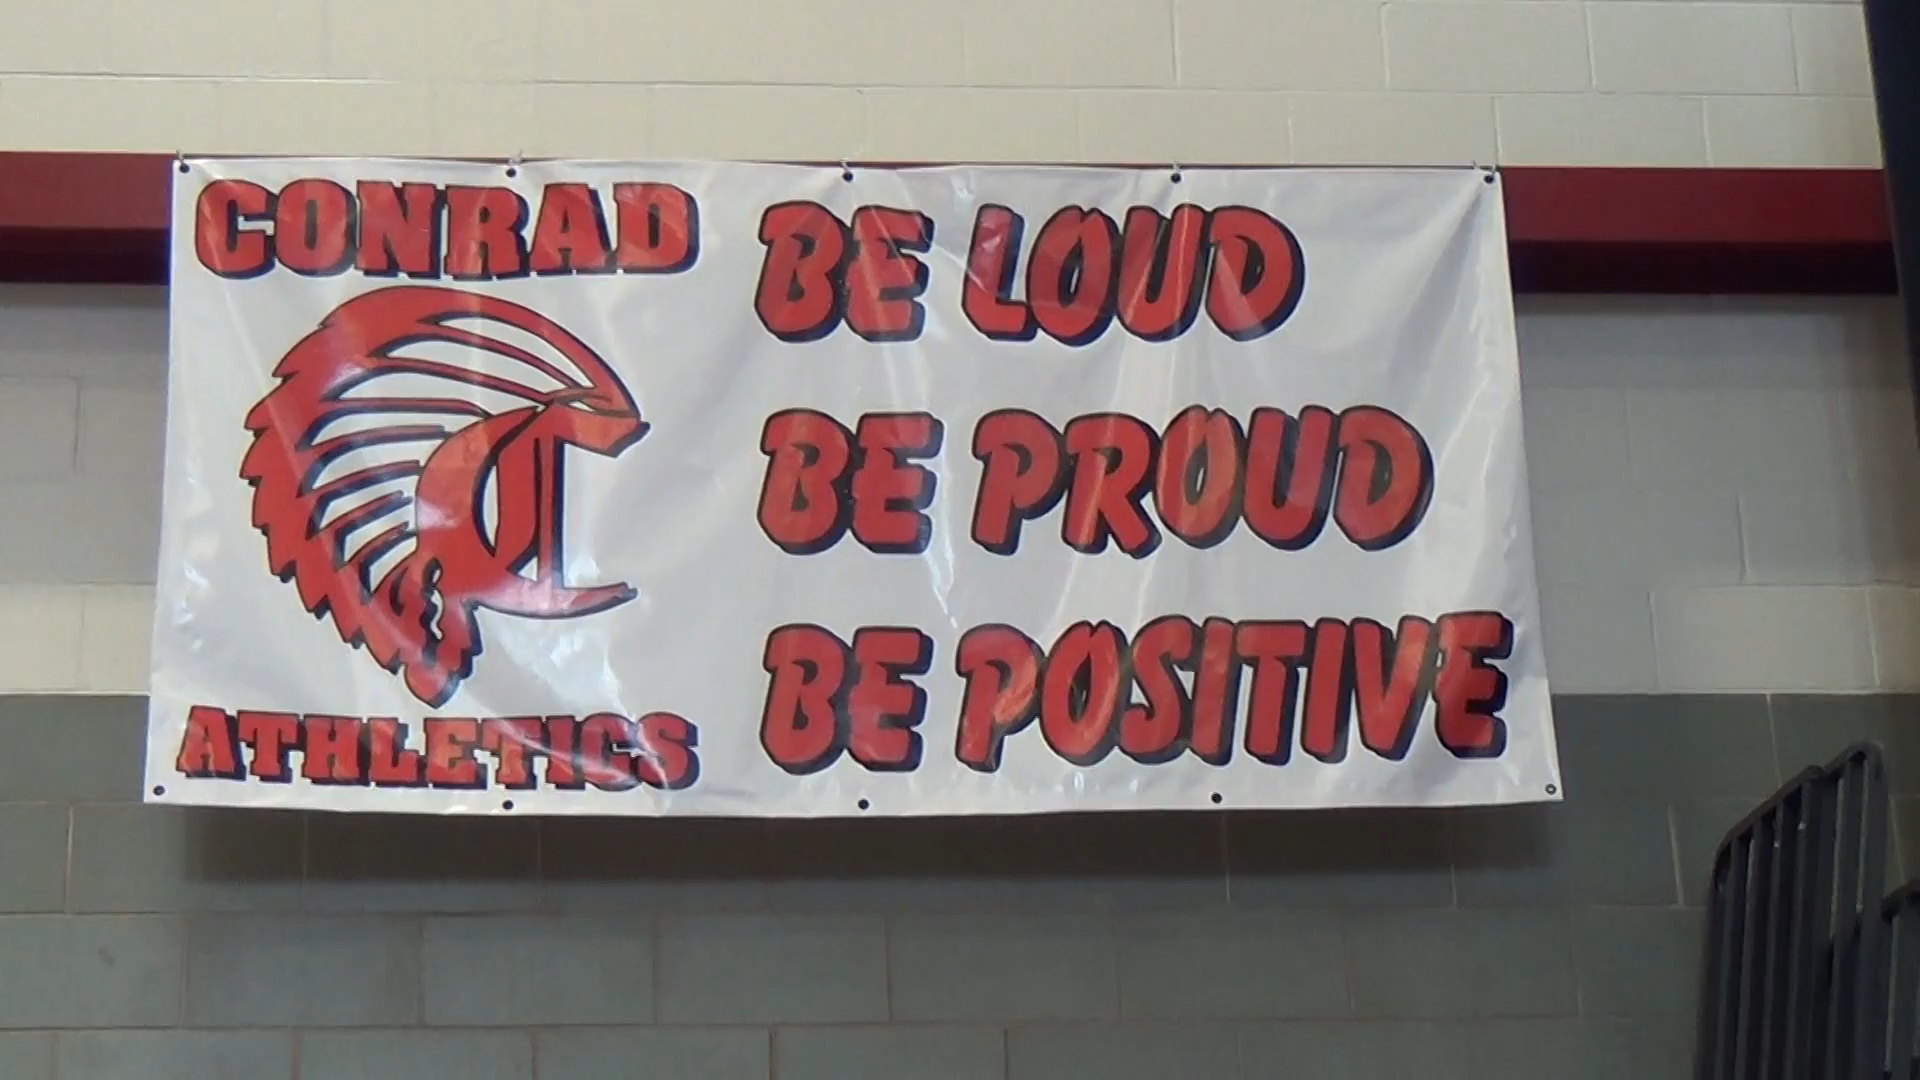 CONRAD
C
ATHLETICS
BE LOUD
BE PROUD
BE POSITIVE